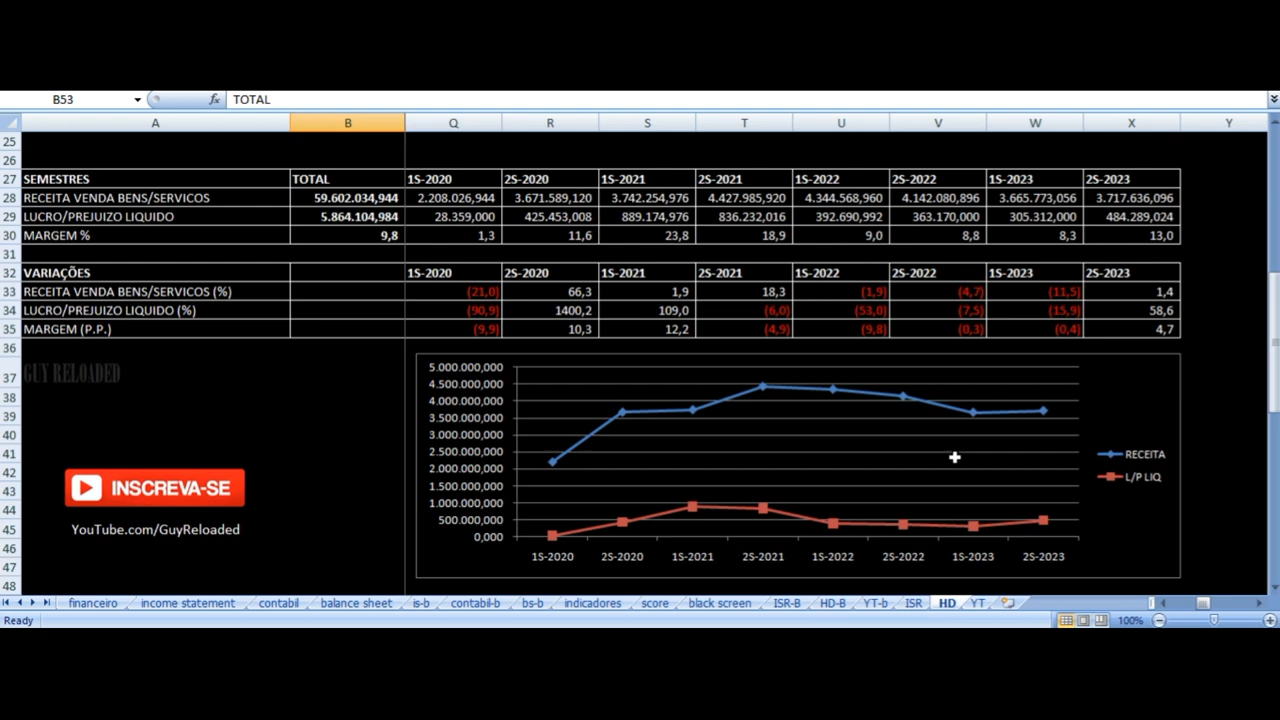 B53 fx TOTAL
A B Q R S T U V W X Y
25
26
27 SEMESTRES TOTAL 1S-2020 2S-2020 1S-2021 2S-2021 1S-2022 2S-2022 1S-2023 2S-2023
28 RECEITA VENDA BENS/SERVICOS 59.602.034,944 2.208.026,944 3.671.589,120 3.742.254,976 4.427.985,920 4.344.568,960 4.142.080,896 3.665.773,056 3.717.636,096
29 LUCRO/PREJUIZO LIQUIDO 5.864.104,984 28.359,000 425.453,008 889.174,976 836.232,016 392.690,992 363.170,000 305.312,000 484.289,024
30 MARGEM % 9,8 1,3 11,6 23,8 18,9 9,0 8,8 8,3 13,0
31
32 VARIAÇÕES 1S-2020 2S-2020 1S-2021 2S-2021 1S-2022 2S-2022 1S-2023 2S-2023
33 RECEITA VENDA BENS/SERVICOS (%) (21,0) 66,3 1,9 18,3 (1,9) (4,7) (11,5) 1,4
34 LUCRO/PREJUIZO LIQUIDO (%) (90,9) 1400,2 109,0 (6,0) (53,0) (7,5) (15,9) 58,6
35 MARGEM (P.P.) (9,9) 10,3 12,2 (4,9) (9,8) (0,3) (0,4) 4,7
36
37 GUY RELOADED
38
39
40
41
42
43
44
45
46
47
48
INSCREVA-SE
YouTube.com/GuyReloaded
5.000.000,000
4.500.000,000
4.000.000,000
3.500.000,000
3.000.000,000
2.500.000,000
2.000.000,000
1.500.000,000
1.000.000,000
500.000,000
0,000
1S-2020 2S-2020 1S-2021 2S-2021 1S-2022 2S-2022 1S-2023 2S-2023
RECEITA
L/P LIQ
financeiro income statement contabil balance sheet is-b contabil-b bs-b indicadores score black screen ISR-B HD-B YT-b ISR HD YT
Ready 100%